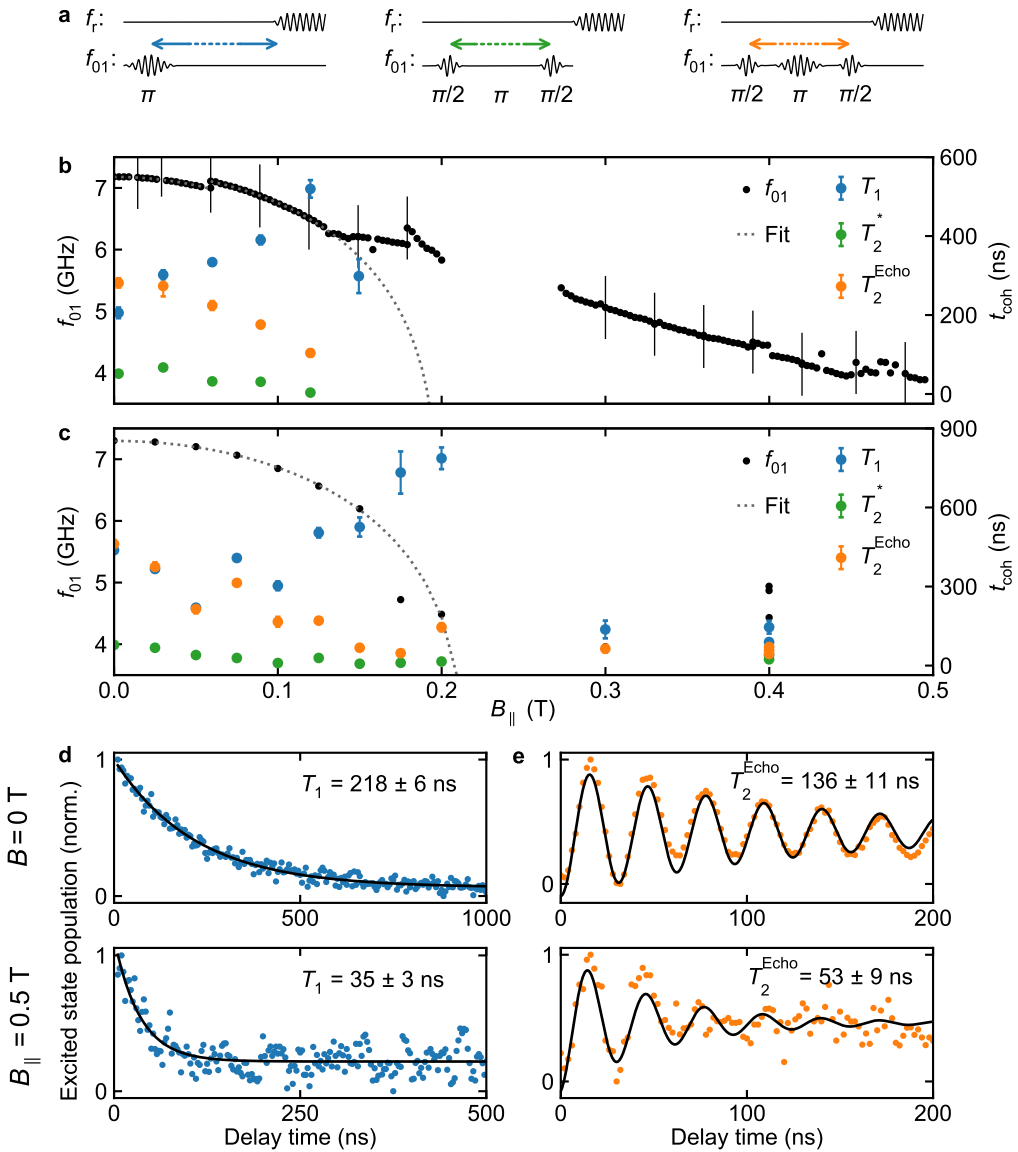 a
f_r: f_r: f_r:
f_01: f_01: f_01:
π π/2 π π/2 π/2 π π/2
b
f_01 (GHz)
7
6
5
4
f_01
Fit
T_1
T_2^*
T_2^Echo
600
400
200
0
t_coh (ns)
c
f_01 (GHz)
7
6
5
4
f_01
Fit
T_1
T_2^*
T_2^Echo
900
600
300
0
t_coh (ns)
0.0 0.1 0.2 0.3 0.4 0.5
B_∥ (T)
d
B = 0 T
B_∥ = 0.5 T
Excited state population (norm.)
1
0
T_1 = 218 ± 6 ns
0 500 1000
1
0
T_1 = 35 ± 3 ns
0 250 500
Delay time (ns)
e
1
0
T_2^Echo = 136 ± 11 ns
0 100 200
1
0
T_2^Echo = 53 ± 9 ns
0 100 200
Delay time (ns)